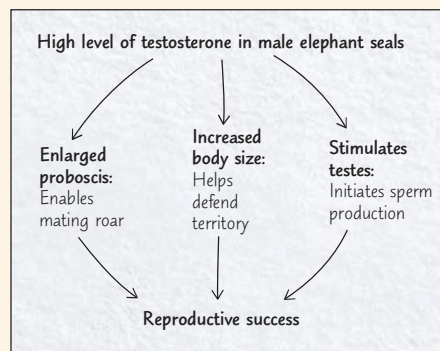 High level of testosterone in male elephant seals
Enlarged
proboscis:
Enables
mating roar
Increased
body size:
Helps
defend
territory
Stimulates
testes:
Initiates sperm
production
Reproductive success